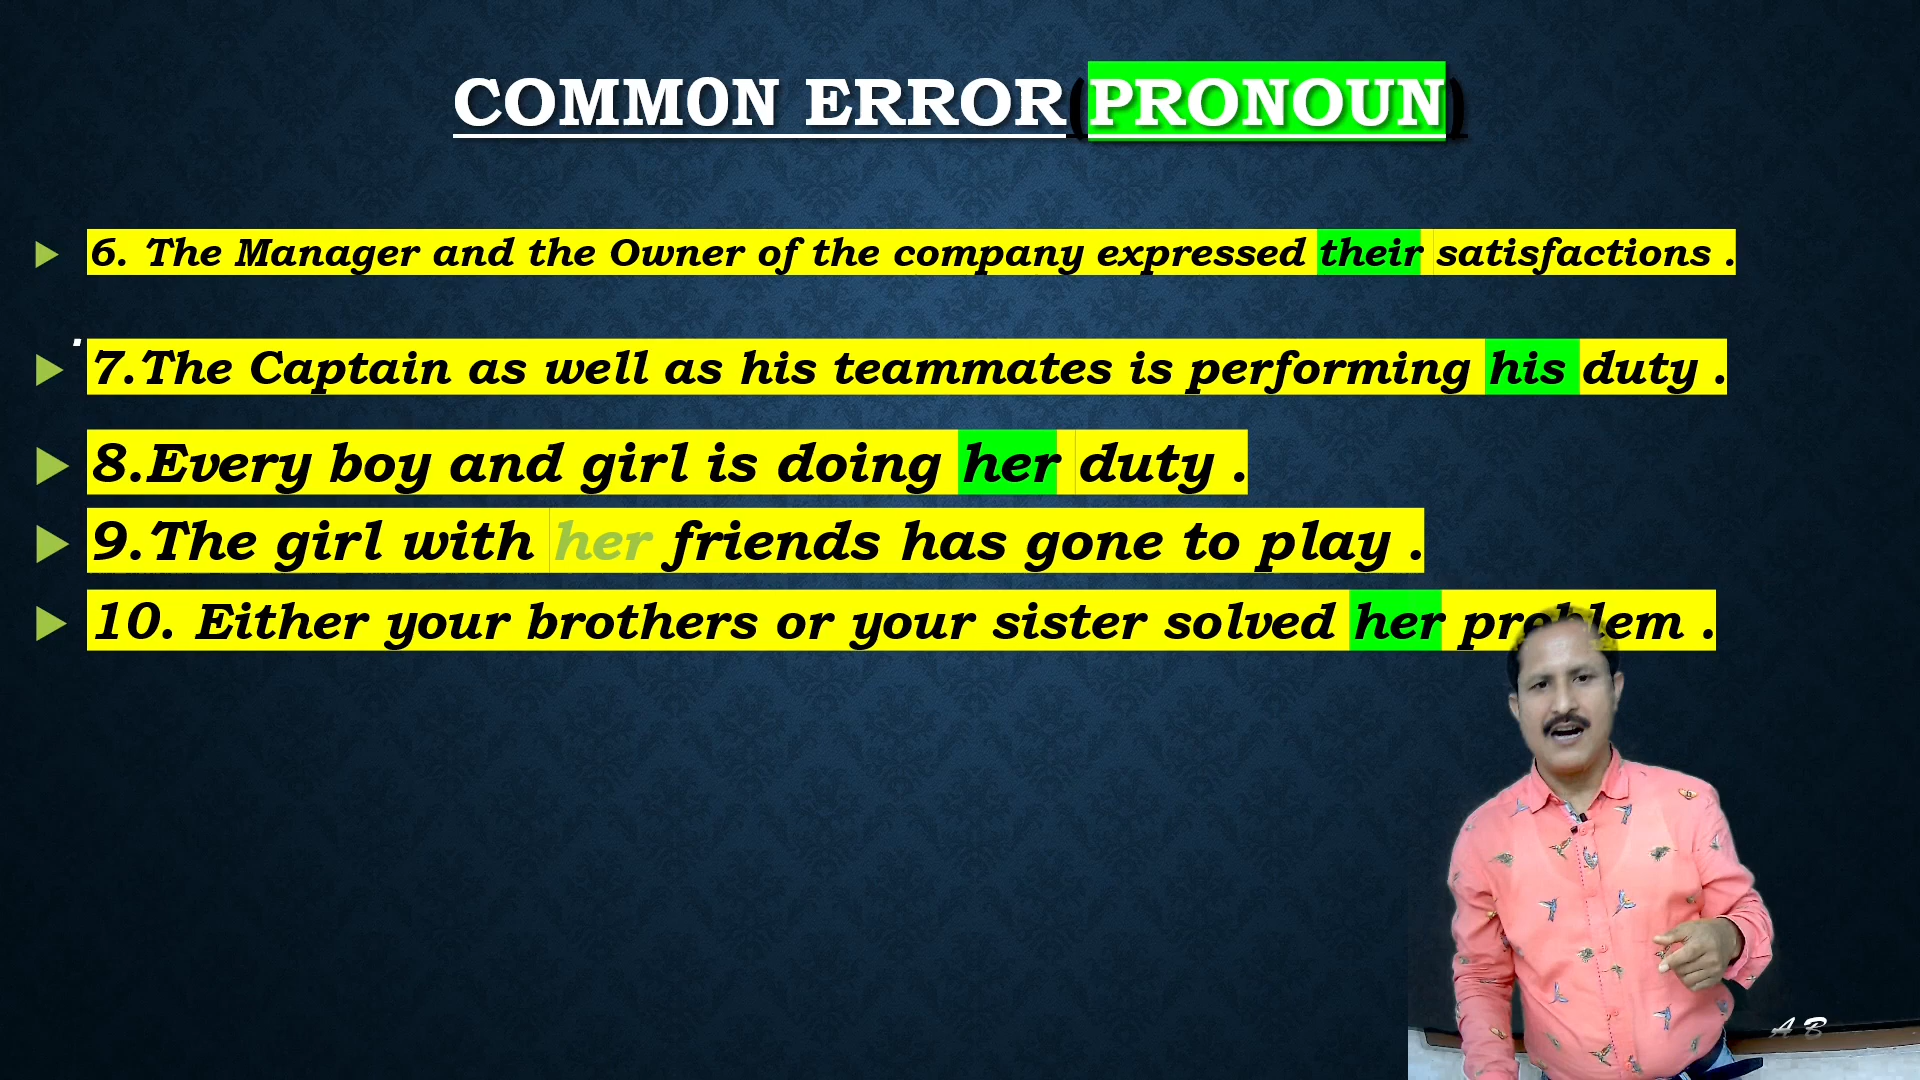 COMMON ERROR(PRONOUN)
6. The Manager and the Owner of the company expressed their satisfactions .
.
7.The Captain as well as his teammates is performing his duty .
8.Every boy and girl is doing her duty .
9.The girl with her friends has gone to play .
10. Either your brothers or your sister solved her problem .
A B